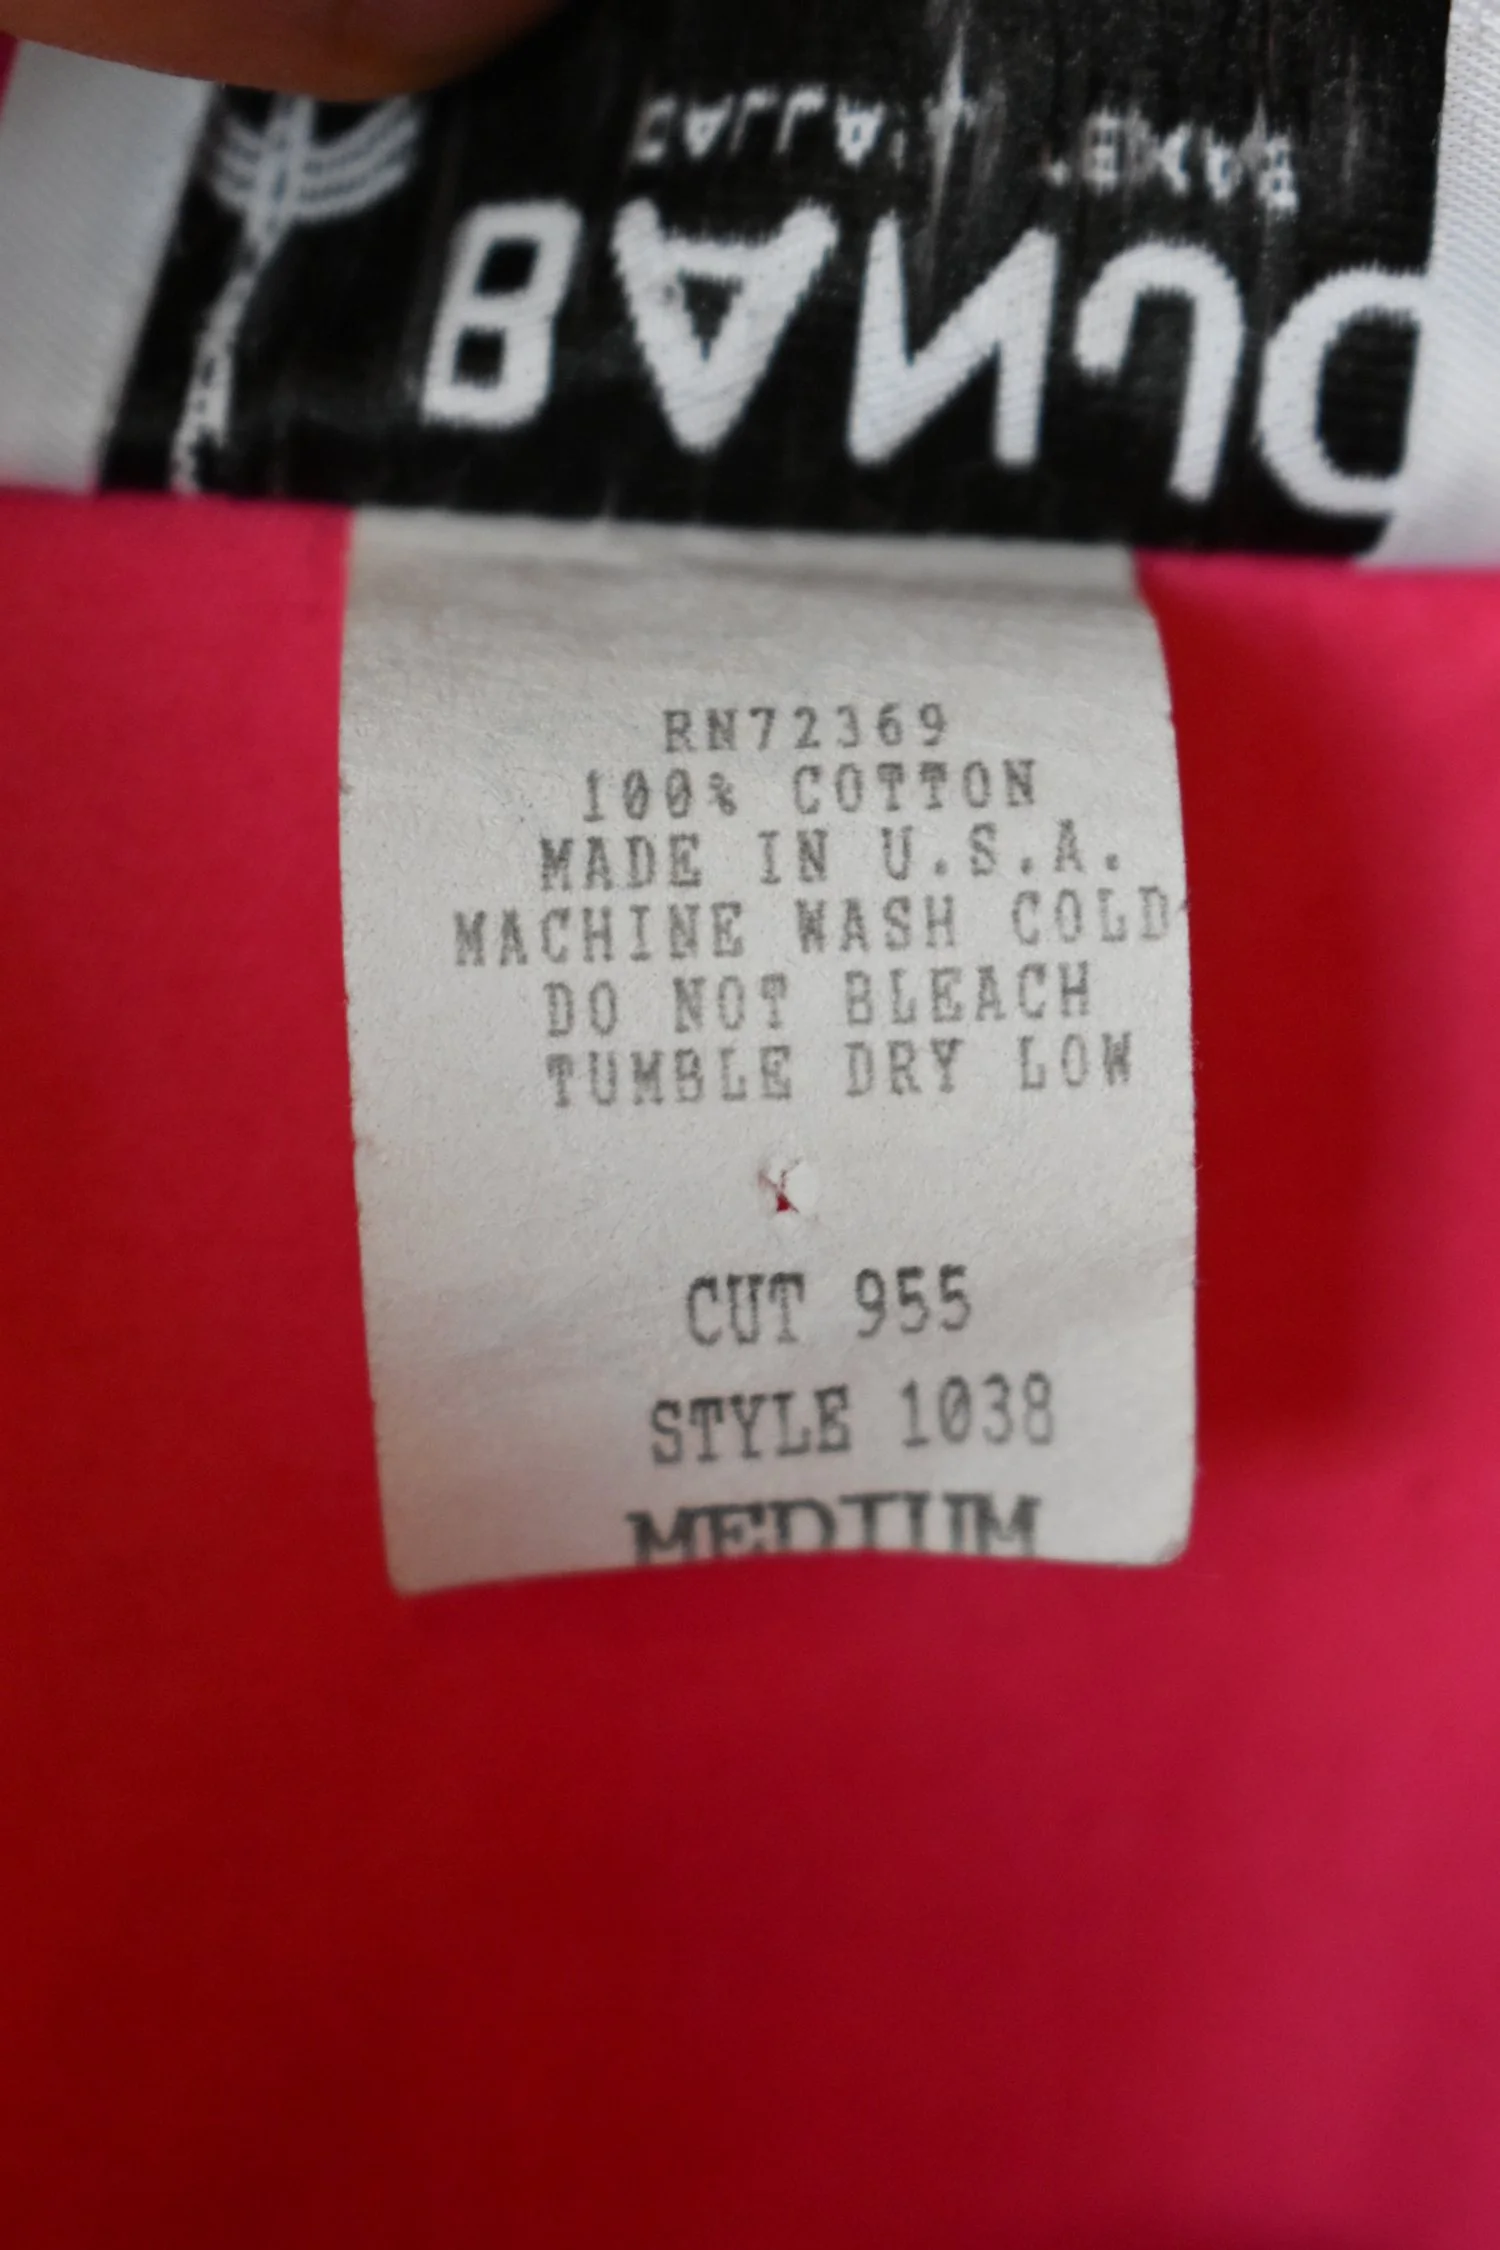 BANJO
RN72369
100% COTTON
MADE IN U.S.A.
MACHINE WASH COLD
DO NOT BLEACH
TUMBLE DRY LOW
CUT 955
STYLE 1038
MEDIUM